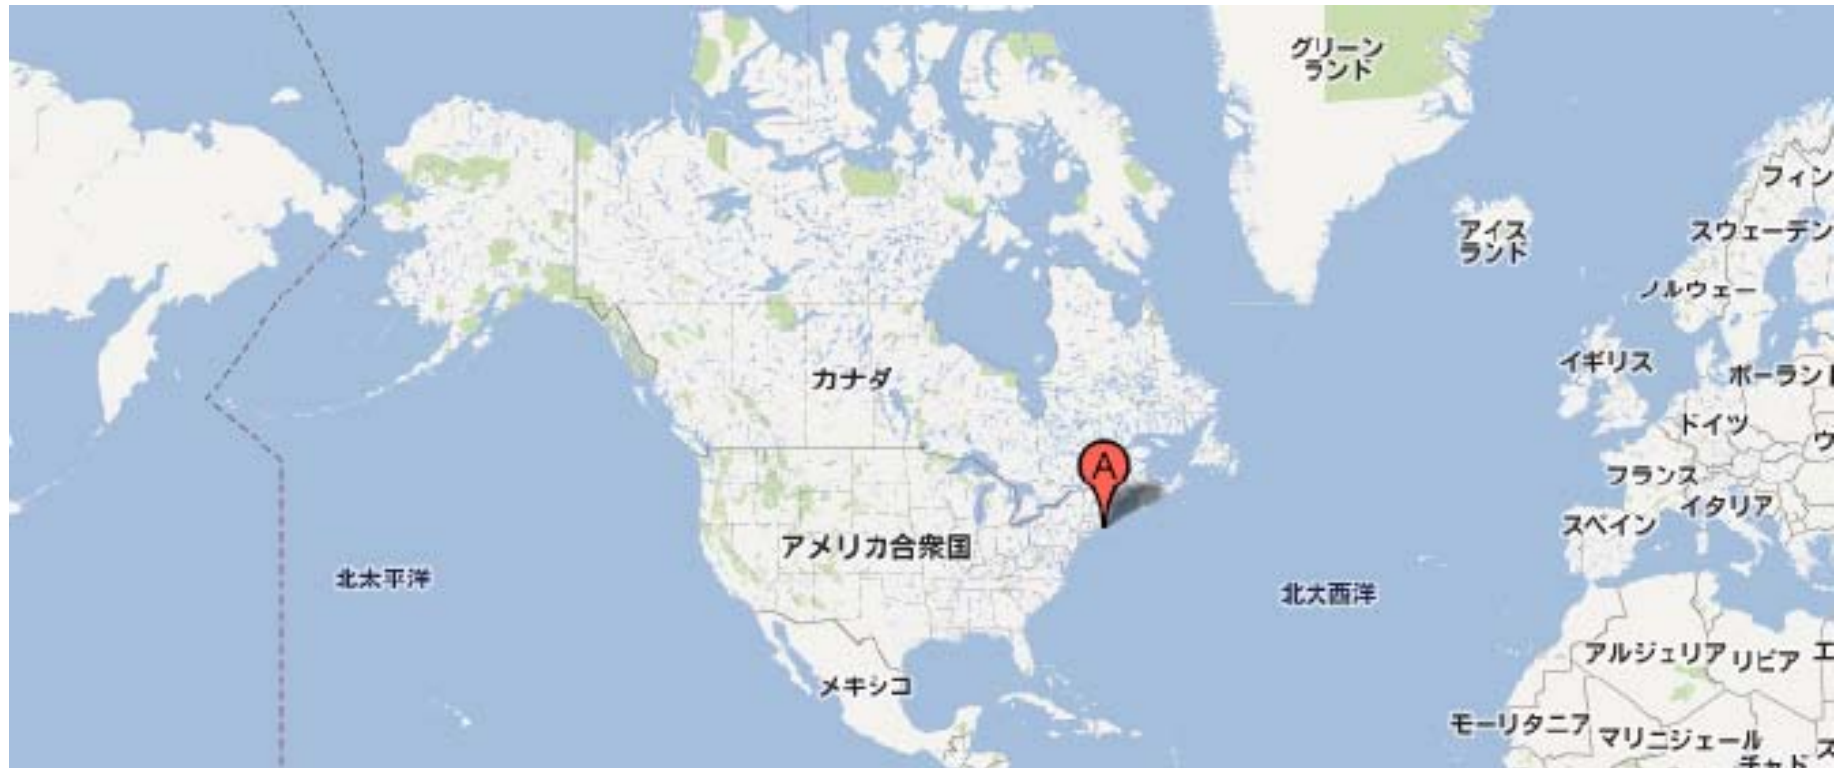 グリーン
ランド
フィン
アイス
ランド
スウェーデン
ノルウェー
イギリス
カナダ
ポーラン
ドイツ
A
フランス
イタリア
スペイン
アメリカ合衆国
北太平洋
北大西洋
アルジェリア
リビア
エ
メキシコ
モーリタニア
マリ
ニジェール
チャド
ス
ウ